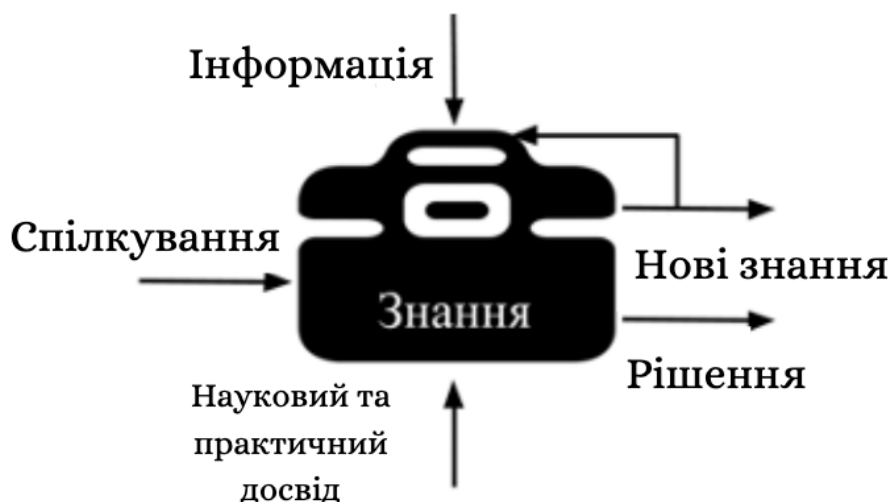 Інформація
Спілкування
Нові знання
Знання
Рішення
Науковий та
практичний
досвід